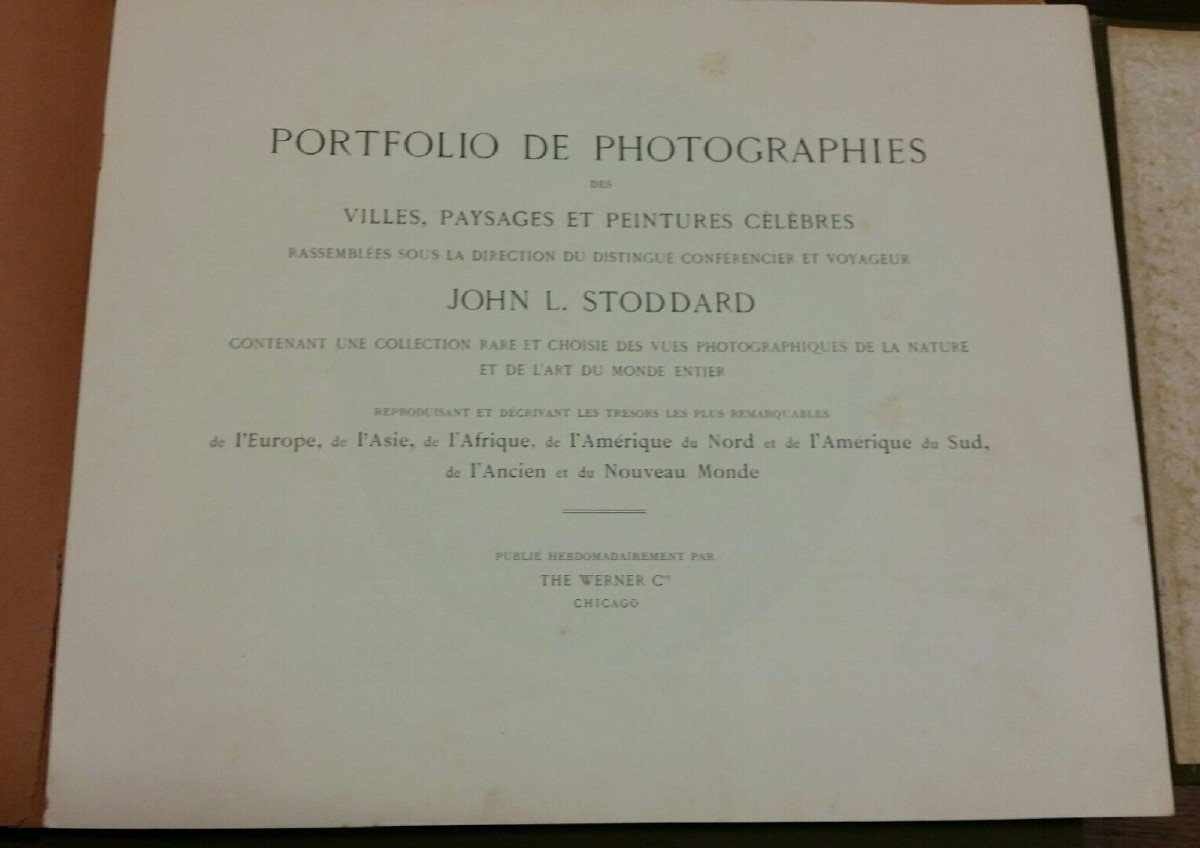 PORTFOLIO DE PHOTOGRAPHIES
DES
VILLES, PAYSAGES ET PEINTURES CÉLÈBRES
RASSEMBLÉES SOUS LA DIRECTION DU DISTINGUÉ CONFÉRENCIER ET VOYAGEUR
JOHN L. STODDARD
CONTENANT UNE COLLECTION RARE ET CHOISIE DES VUES PHOTOGRAPHIQUES DE LA NATURE
ET DE L'ART DU MONDE ENTIER
REPRODUISANT ET DÉCRIVANT LES TRÉSORS LES PLUS REMARQUABLES
de l'Europe, de l'Asie, de l'Afrique, de l'Amérique du Nord et de l'Amérique du Sud,
de l'Ancien et du Nouveau Monde
PUBLIÉ HEBDOMADAIREMENT PAR
THE WERNER Cº
CHICAGO